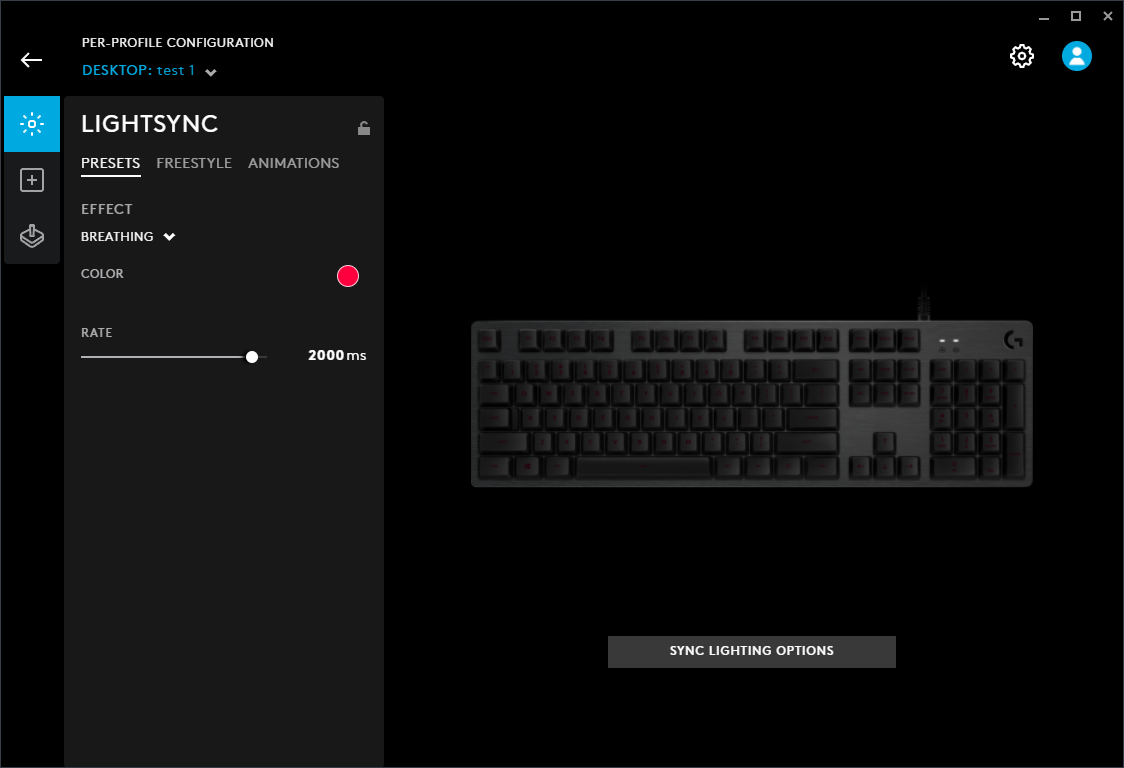 PER-PROFILE CONFIGURATION
DESKTOP: test 1
LIGHTSYNC
PRESETS FREESTYLE ANIMATIONS
EFFECT
BREATHING
COLOR
RATE
2000 ms
SYNC LIGHTING OPTIONS